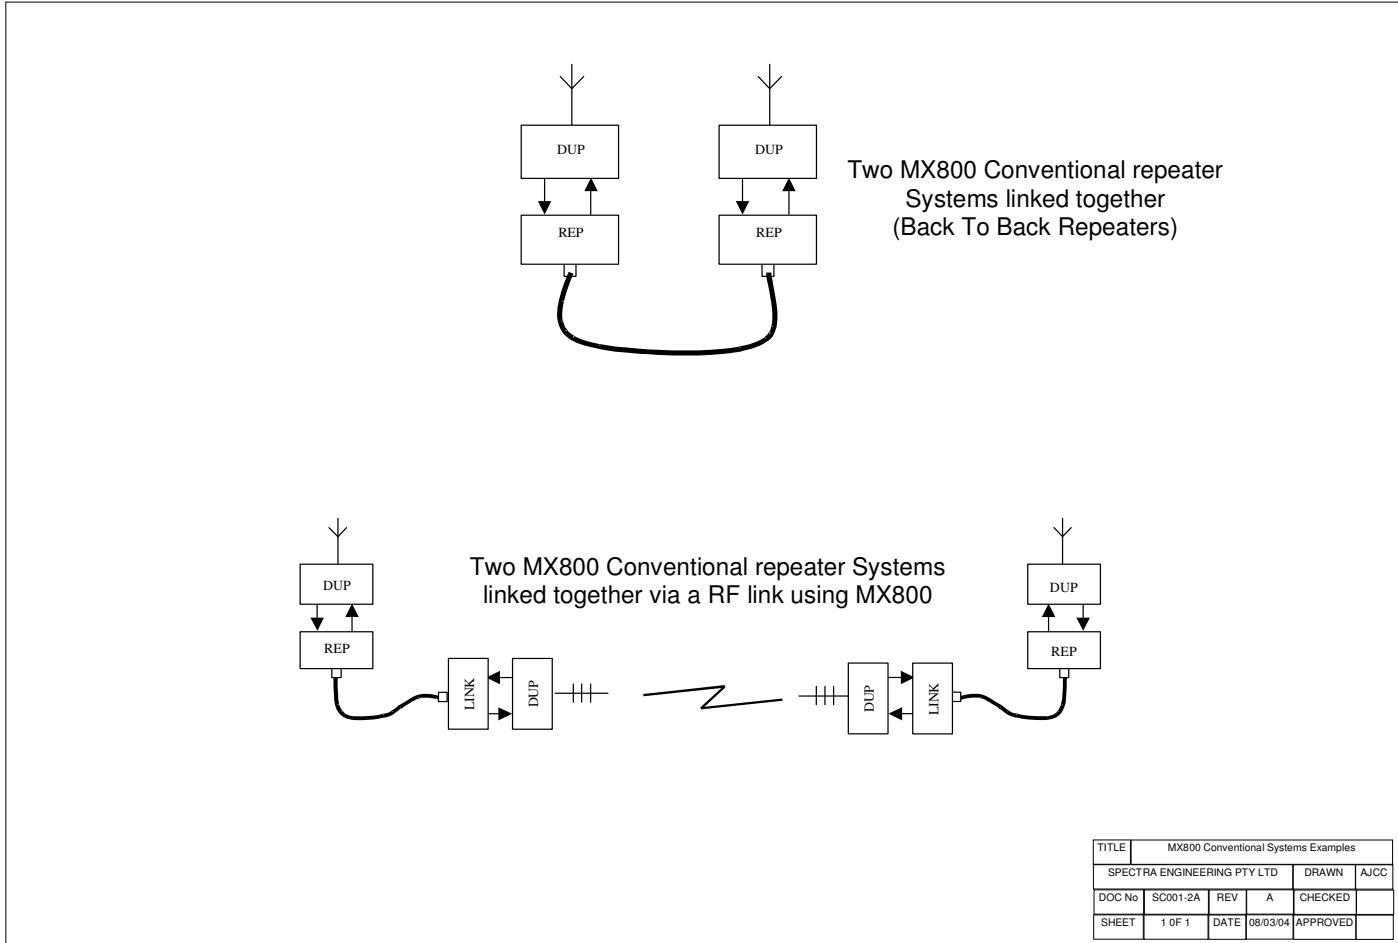 DUP
DUP
REP
REP
Two MX800 Conventional repeater
Systems linked together
(Back To Back Repeaters)
Two MX800 Conventional repeater Systems
linked together via a RF link using MX800
DUP
REP
LINK
DUP
DUP
LINK
DUP
REP
TITLE MX800 Conventional Systems Examples
SPECTRA ENGINEERING PTY LTD DRAWN AJCC
DOC No SC001-2A REV A CHECKED
SHEET 1 0F 1 DATE 08/03/04 APPROVED